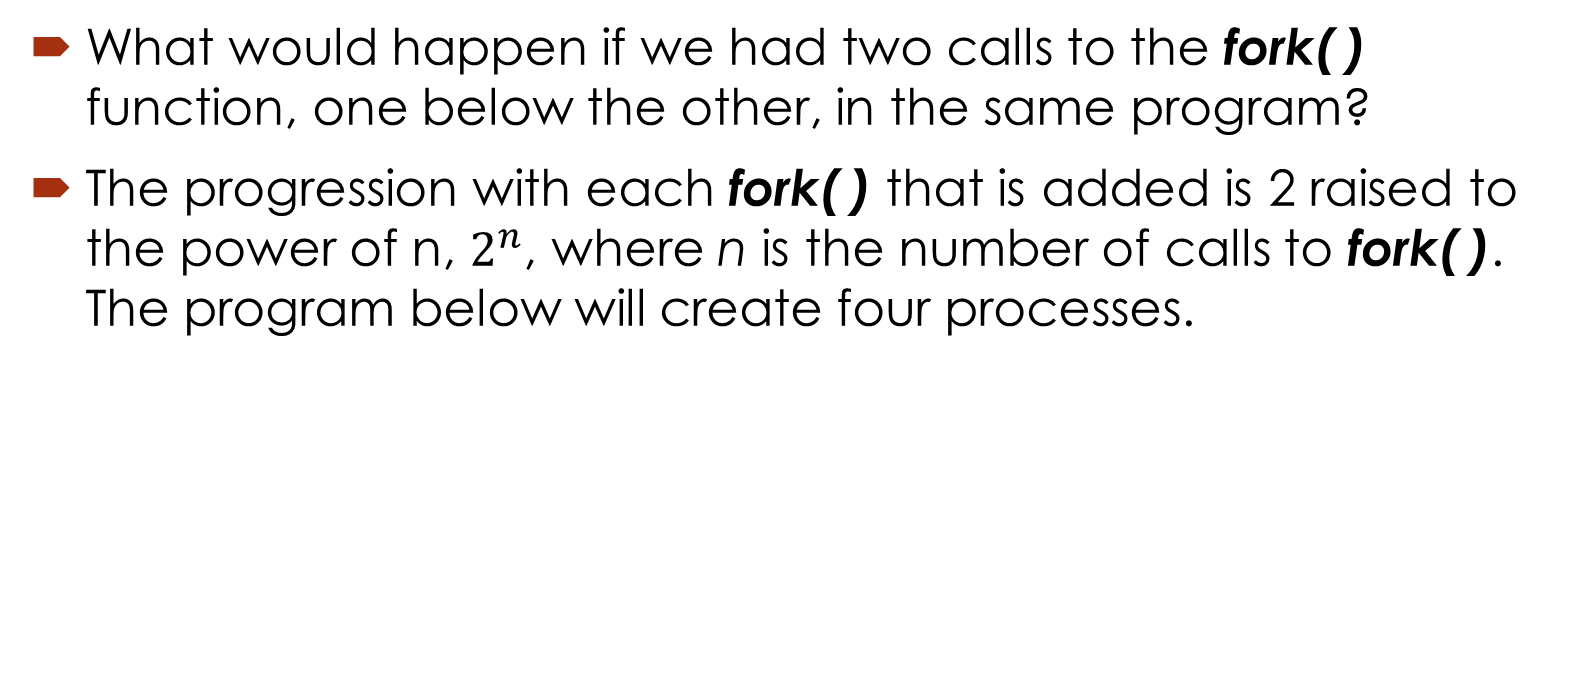 What would happen if we had two calls to the fork()
function, one below the other, in the same program?
The progression with each fork() that is added is 2 raised to
the power of n, 2ⁿ, where n is the number of calls to fork().
The program below will create four processes.